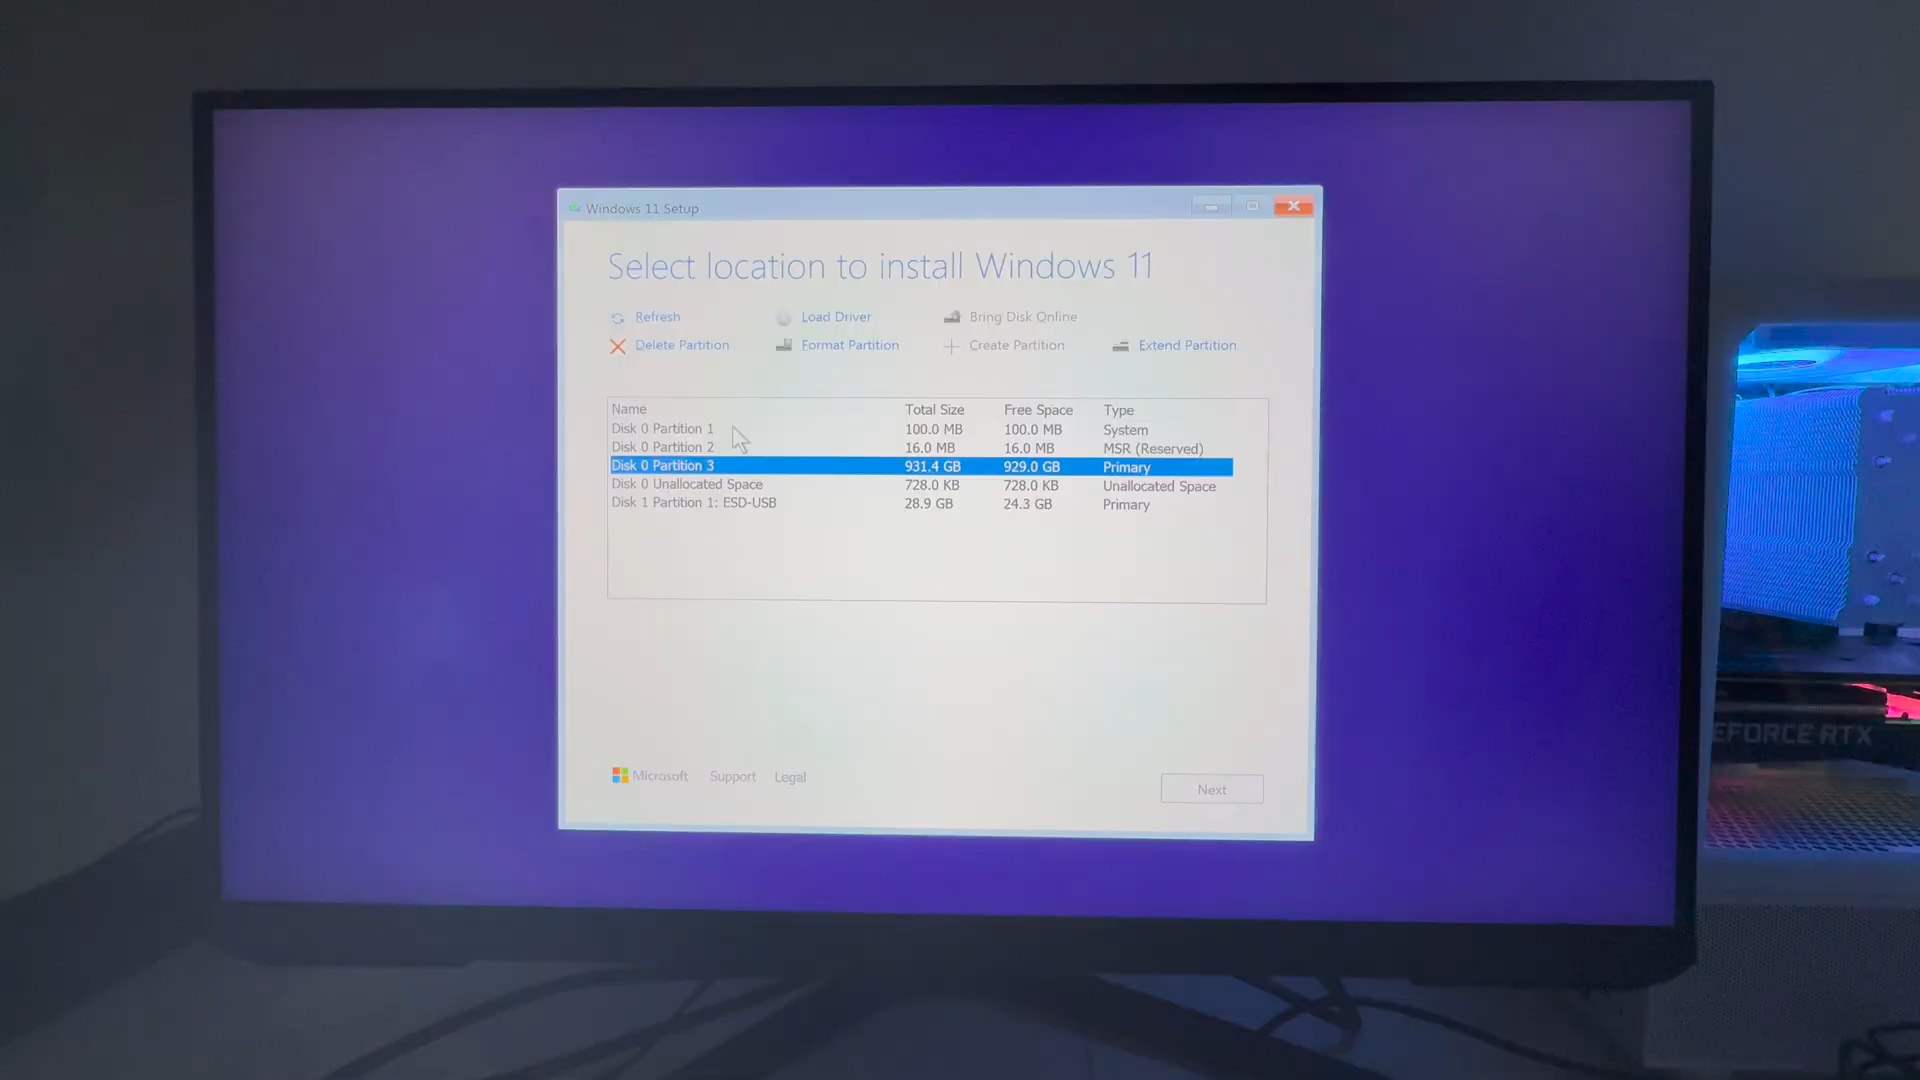 Windows 11 Setup
Select location to install Windows 11
Refresh Load Driver Bring Disk Online
Delete Partition Format Partition Create Partition Extend Partition
Name Total Size Free Space Type
Disk 0 Partition 1 100.0 MB 100.0 MB System
Disk 0 Partition 2 16.0 MB 16.0 MB MSR (Reserved)
Disk 0 Partition 3 931.4 GB 929.0 GB Primary
Disk 0 Unallocated Space 728.0 KB 728.0 KB Unallocated Space
Disk 1 Partition 1: ESD-USB 28.9 GB 24.3 GB Primary
Microsoft Support Legal
Next
EFORCE RTX